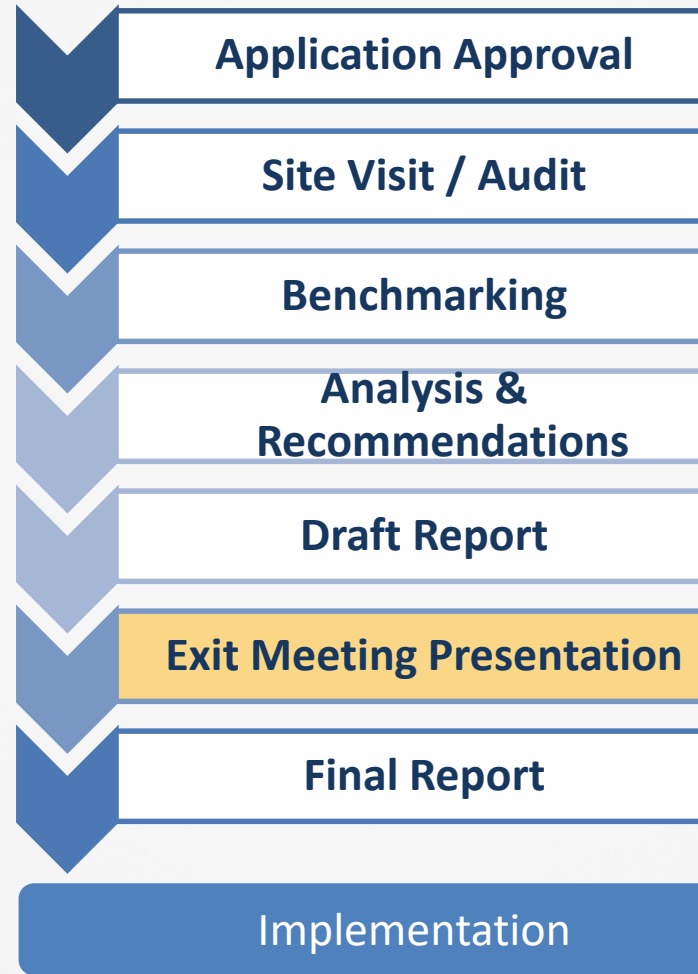 Application Approval
Site Visit / Audit
Benchmarking
Analysis &
Recommendations
Draft Report
Exit Meeting Presentation
Final Report
Implementation